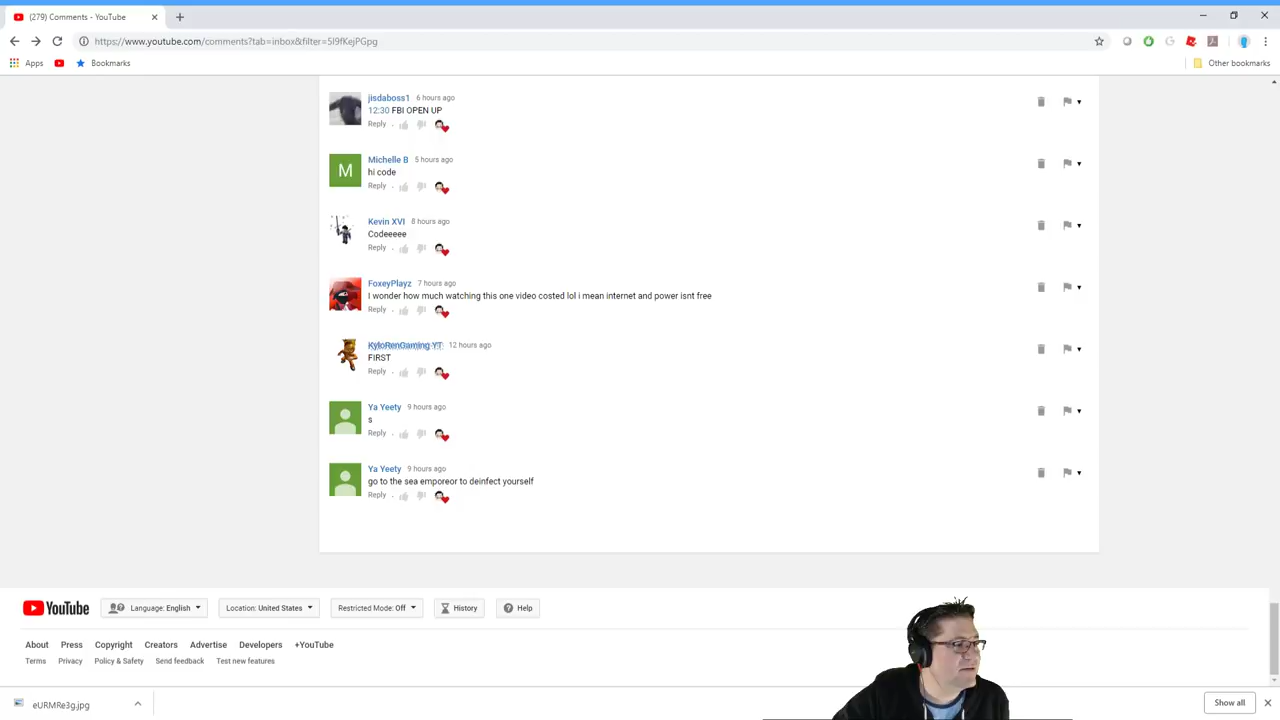 (279) Comments - YouTube
https://www.youtube.com/comments?tab=inbox&filter=5I9fKejPGpg
Apps
Bookmarks
Other bookmarks
jisdaboss1 6 hours ago
12:30 FBI OPEN UP
Reply
M
Michelle B 5 hours ago
hi code
Reply
Kevin XVI 8 hours ago
Codeeeee
Reply
FoxeyPlayz 7 hours ago
I wonder how much watching this one video costed lol i mean internet and power isnt free
Reply
KyloRenGaming YT 12 hours ago
FIRST
Reply
Ya Yeety 9 hours ago
s
Reply
Ya Yeety 9 hours ago
go to the sea emporeor to deinfect yourself
Reply
YouTube Language: English Location: United States Restricted Mode: Off History Help
About Press Copyright Creators Advertise Developers +YouTube
Terms Privacy Policy & Safety Send feedback Test new features
eURMRe3g.jpg
Show all